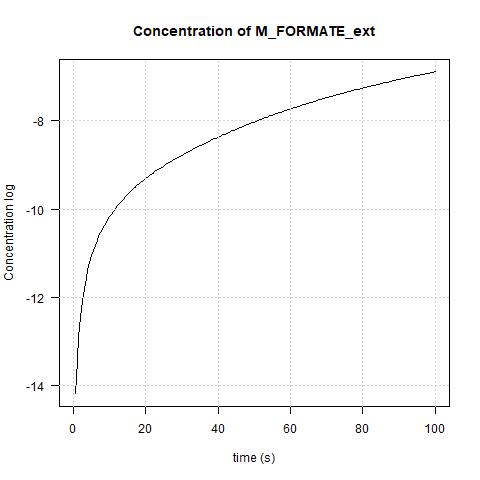 Concentration of M_FORMATE_ext
-8
-10
-12
-14
Concentration log
0 20 40 60 80 100
time (s)